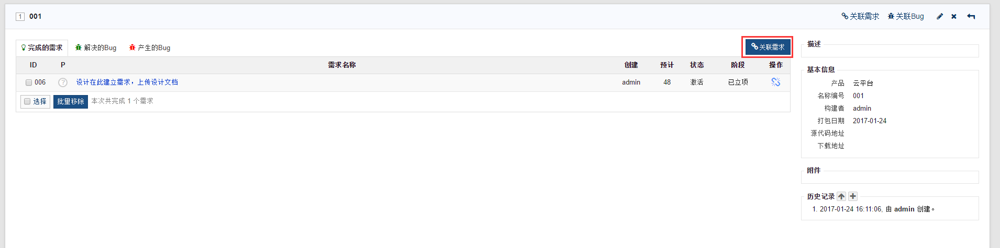 1 001 关联需求 关联Bug
完成的需求 解决的Bug 产生的Bug 关联需求
ID P 需求名称 创建 预计 状态 阶段 操作
006 ? 设计在此建立需求，上传设计文档 admin 48 激活 已立项
选择 批量移除 本次共完成 1 个需求
描述
基本信息
产品 云平台
名称编号 001
构建者 admin
打包日期 2017-01-24
源代码地址
下载地址
附件
历史记录
1. 2017-01-24 16:11:06, 由 admin 创建。